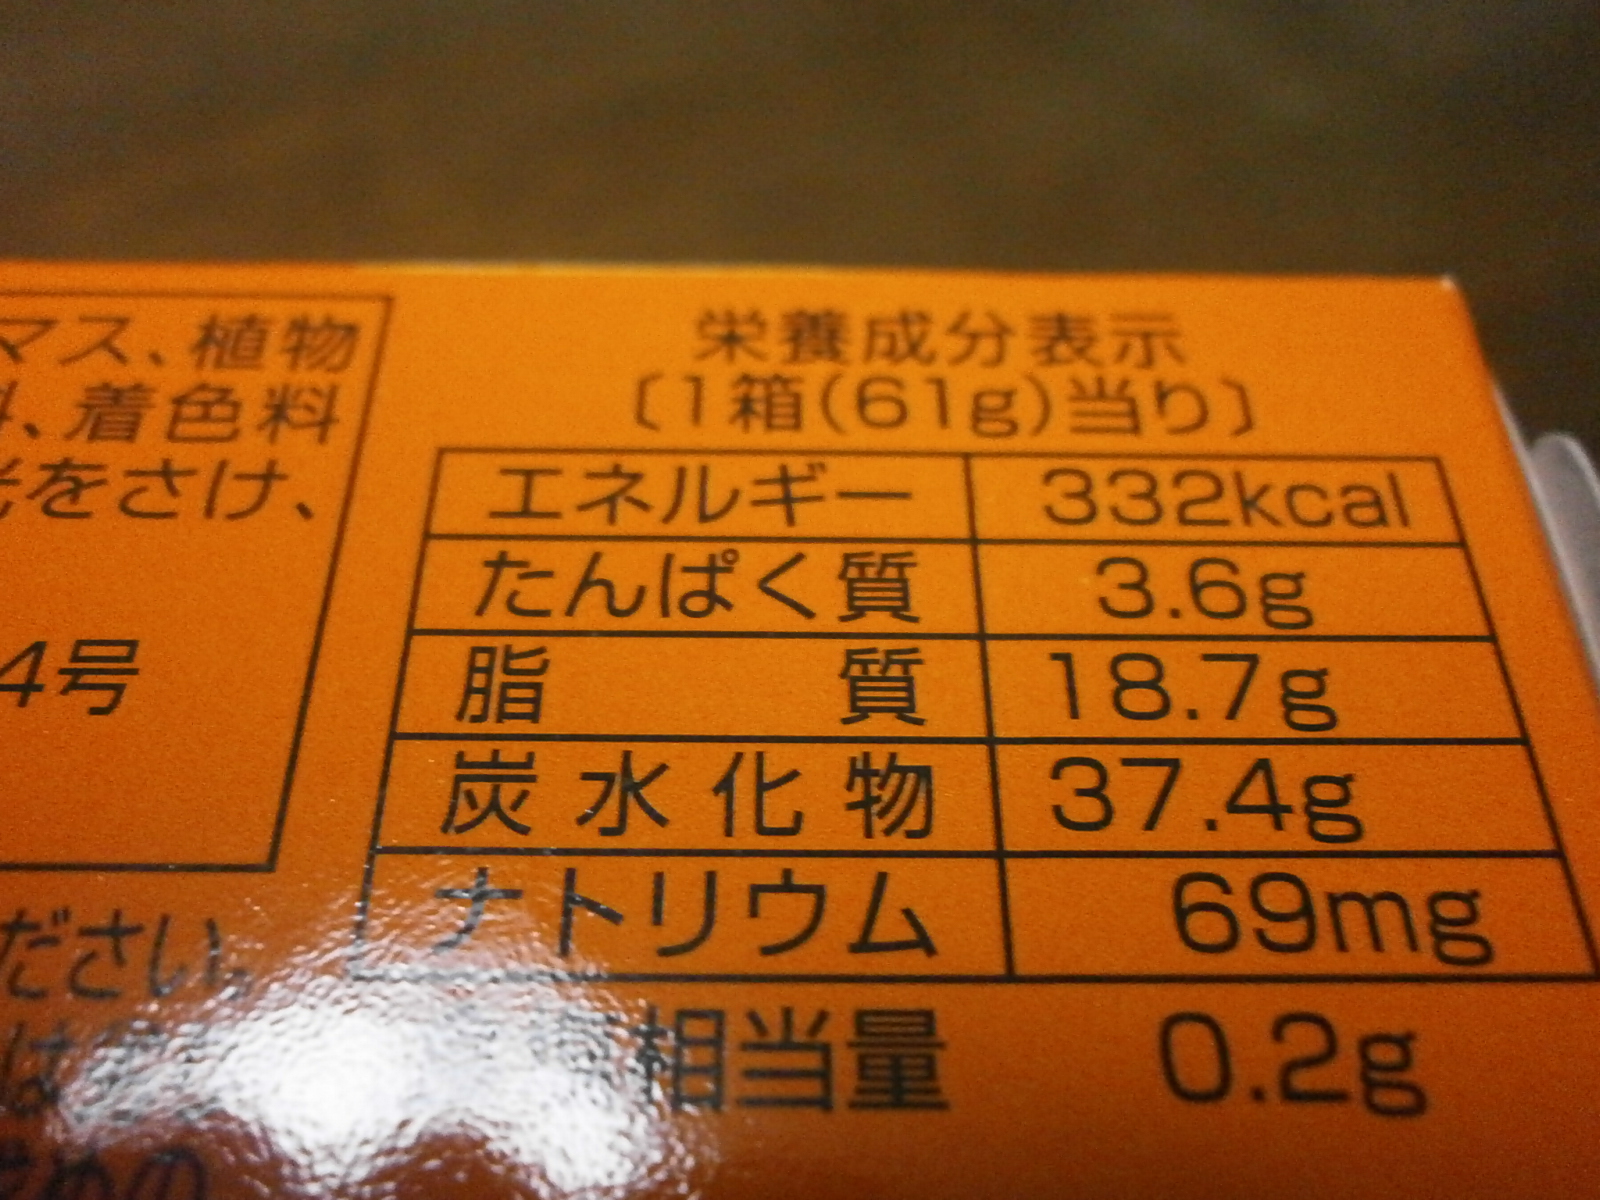 マス、植物
料、着色料
光をさけ、
4号
ださい。
栄養成分表示
〔1箱(61g)当り〕
エネルギー 332kcal
たんぱく質 3.6g
脂質 18.7g
炭水化物 37.4g
ナトリウム 69mg
相当量 0.2g